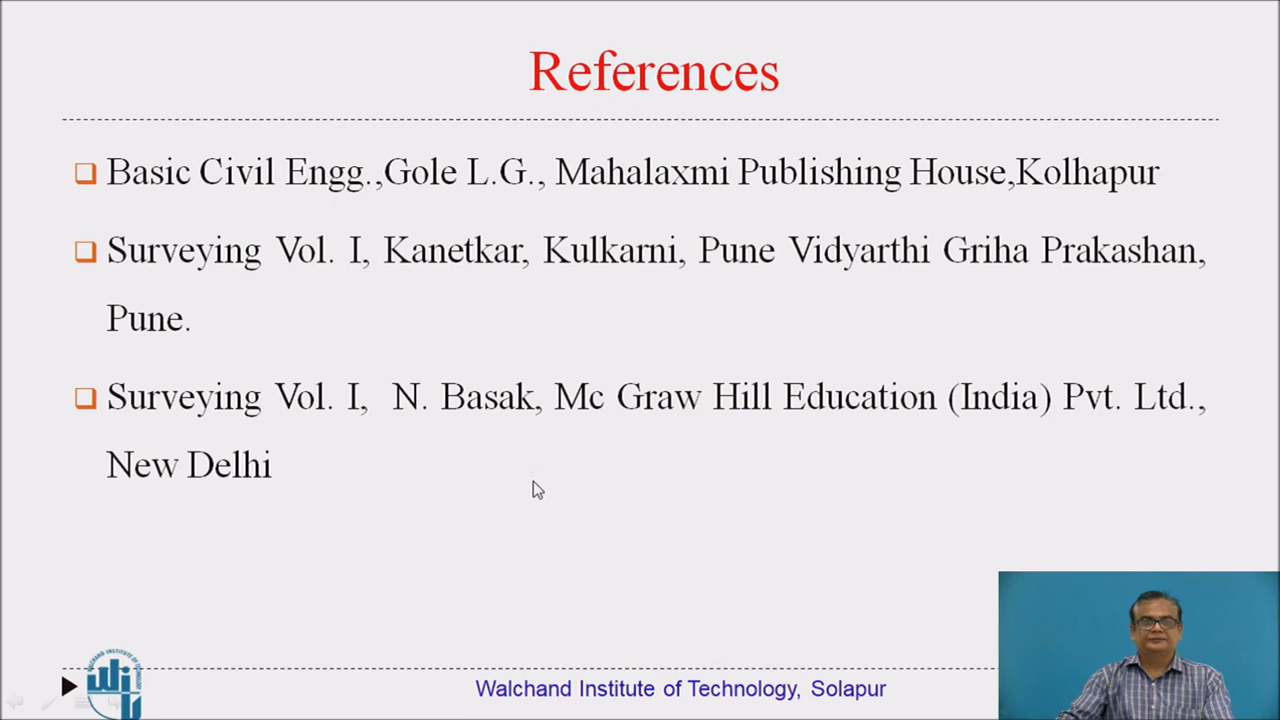 References
Basic Civil Engg.,Gole L.G., Mahalaxmi Publishing House,Kolhapur
Surveying Vol. I, Kanetkar, Kulkarni, Pune Vidyarthi Griha Prakashan,
Pune.
Surveying Vol. I, N. Basak, Mc Graw Hill Education (India) Pvt. Ltd.,
New Delhi
Walchand Institute of Technology, Solapur